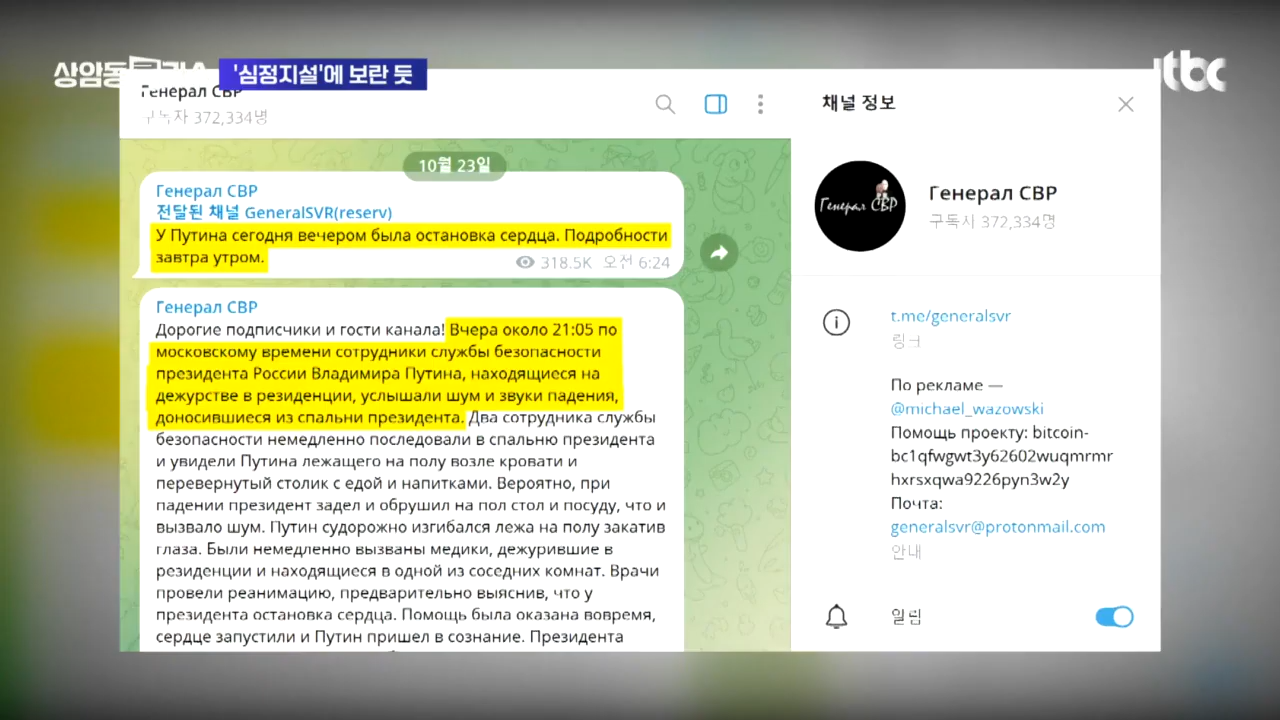 상암동
'심정지설'에 보란 듯
jtbc
Генерал СВР
구독자 372,334명
10월 23일
Генерал СВР
전달된 채널 GeneralSVR(reserv)
У Путина сегодня вечером была остановка сердца. Подробности
завтра утром.
318.5K 오전 6:24
Генерал СВР
Дорогие подписчики и гости канала! Вчера около 21:05 по
московскому времени сотрудники службы безопасности
президента России Владимира Путина, находящиеся на
дежурстве в резиденции, услышали шум и звуки падения,
доносившиеся из спальни президента. Два сотрудника службы
безопасности немедленно последовали в спальню президента
и увидели Путина лежащего на полу возле кровати и
перевернутый столик с едой и напитками. Вероятно, при
падении президент задел и обрушил на пол стол и посуду, что и
вызвало шум. Путин судорожно изгибался лежа на полу закатив
глаза. Были немедленно вызваны медики, дежурившие в
резиденции и находящиеся в одной из соседних комнат. Врачи
провели реанимацию, предварительно выяснив, что у
президента остановка сердца. Помощь была оказана вовремя,
сердце запустили и Путин пришел в сознание. Президента
채널 정보
Генерал СВР
Генерал СВР
구독자 372,334명
t.me/generalsvr
링크
По рекламе —
@michael_wazowski
Помощь проекту: bitcoin-
bc1qfwgwt3y62602wuqmrmr
hxrsxqwa9226pyn3w2y
Почта:
generalsvr@protonmail.com
안내
알림